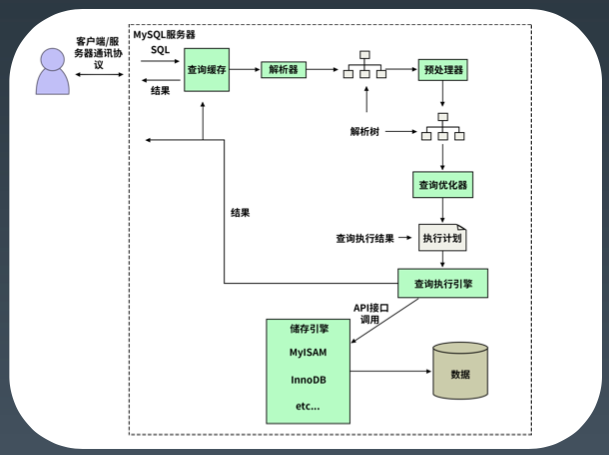 MySQL服务器
客户端/服
务器通讯协
议
SQL
结果
查询缓存
解析器
预处理器
解析树
查询优化器
结果
查询执行结果
执行计划
查询执行引擎
API接口
调用
储存引擎
MyISAM
InnoDB
etc...
数据